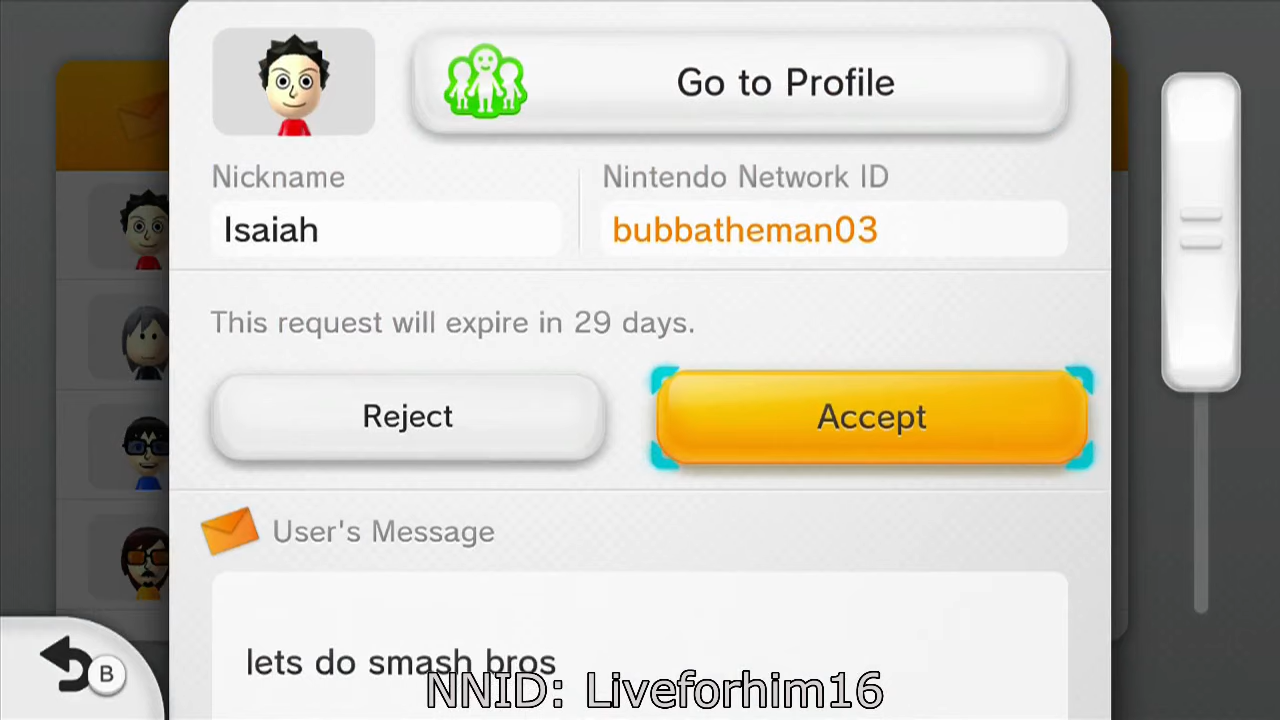 Go to Profile
Nickname
Nintendo Network ID
Isaiah
bubbatheman03
This request will expire in 29 days.
Reject
Accept
User's Message
lets do smash bros
NNID: Liveforhim16
B